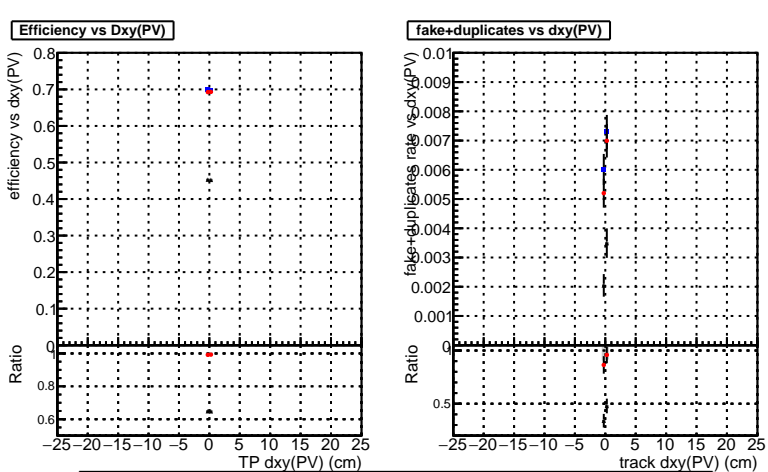 Efficiency vs Dxy(PV)
efficiency vs dxy(PV)
0.8
0.7
0.6
0.5
0.4
0.3
0.2
0.1
0
Ratio
1
0.8
0.6
−25 −20 −15 −10 −5 0 5 10 15 20 25
TP dxy(PV) (cm)
fake+duplicates vs dxy(PV)
fake+duplicates rate vs dxy(PV)
0.01
0.009
0.008
0.007
0.006
0.005
0.004
0.003
0.002
0.001
Ratio
0.5
−25 −20 −15 −10 −5 0 5 10 15 20 25
track dxy(PV) (cm)